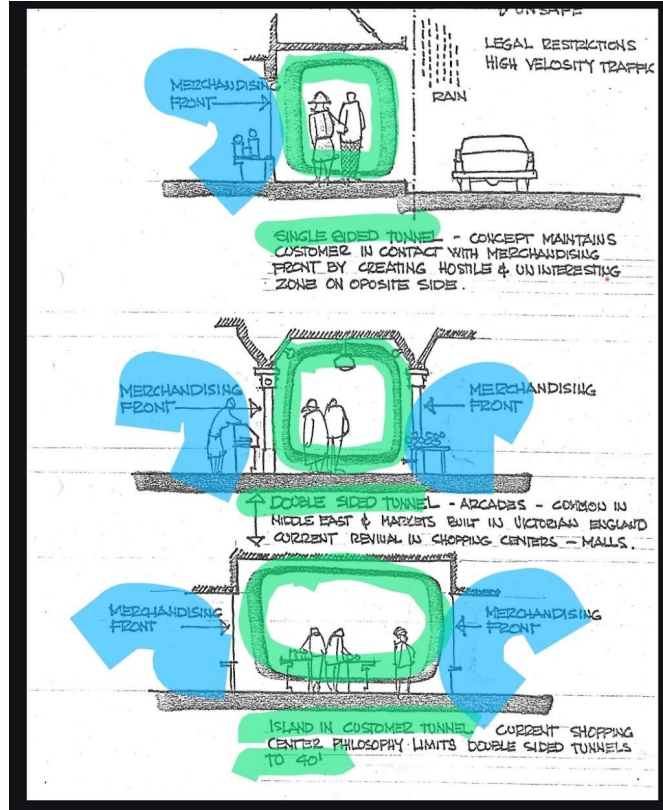 & UNSAFE
LEGAL RESTRICTIONS
HIGH VELOSITY TRAFFIC
MERCHANDISING
FRONT
RAIN
SINGLE SIDED TUNNEL - CONCEPT MAINTAINS
CUSTOMER IN CONTACT WITH MERCHANDISING
FRONT BY CREATING HOSTILE & UNINTERESTING
ZONE ON OPOSITE SIDE.
MERCHANDISING
FRONT
MERCHANDISING
FRONT
DOUBLE SIDED TUNNEL - ARCADES - COMMON IN
MIDDLE EAST & MARKETS BUILT IN VICTORIAN ENGLAND
CURRENT REVIVAL IN SHOPPING CENTERS - MALLS.
MERCHANDISING
FRONT
MERCHANDISING
FRONT
ISLAND IN CUSTOMER TUNNEL - CURRENT SHOPPING
CENTER PHILOSOPHY LIMITS DOUBLE SIDED TUNNELS
TO 40'